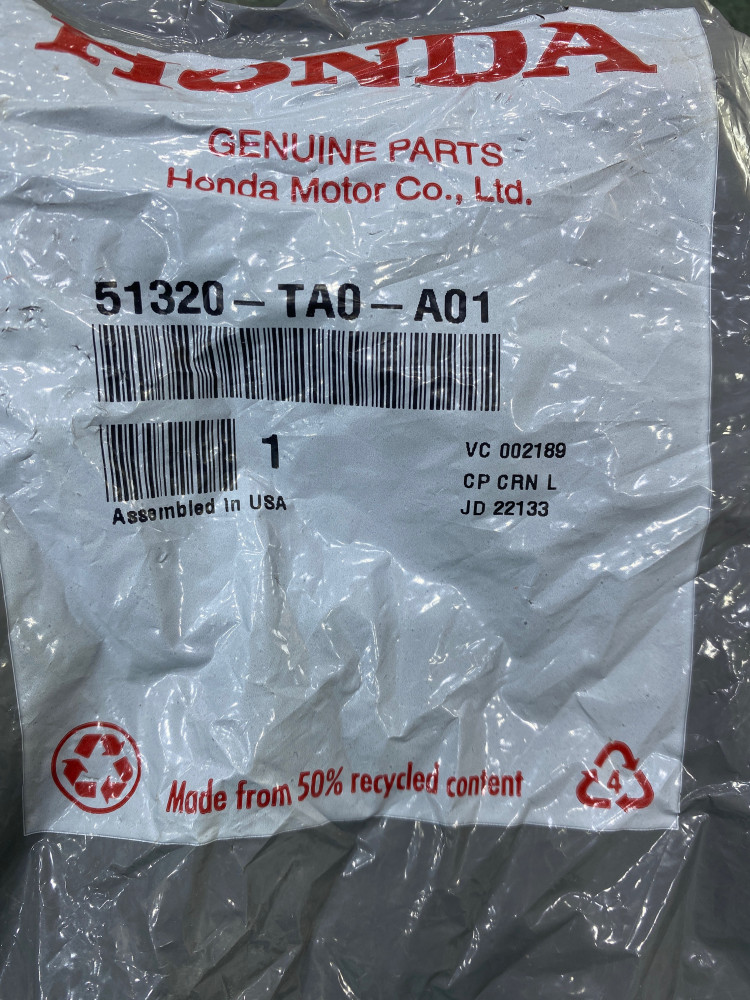 HONDA
GENUINE PARTS
Honda Motor Co., Ltd.
51320-TA0-A01
1
VC 002189
CP CRN L
Assembled in USA
JD 22133
Made from 50% recycled content
4